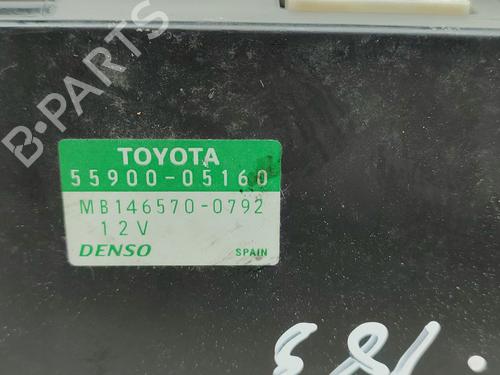 B-PARTS
TOYOTA
55900-05160
MB146570-0792
12V
DENSO SPAIN